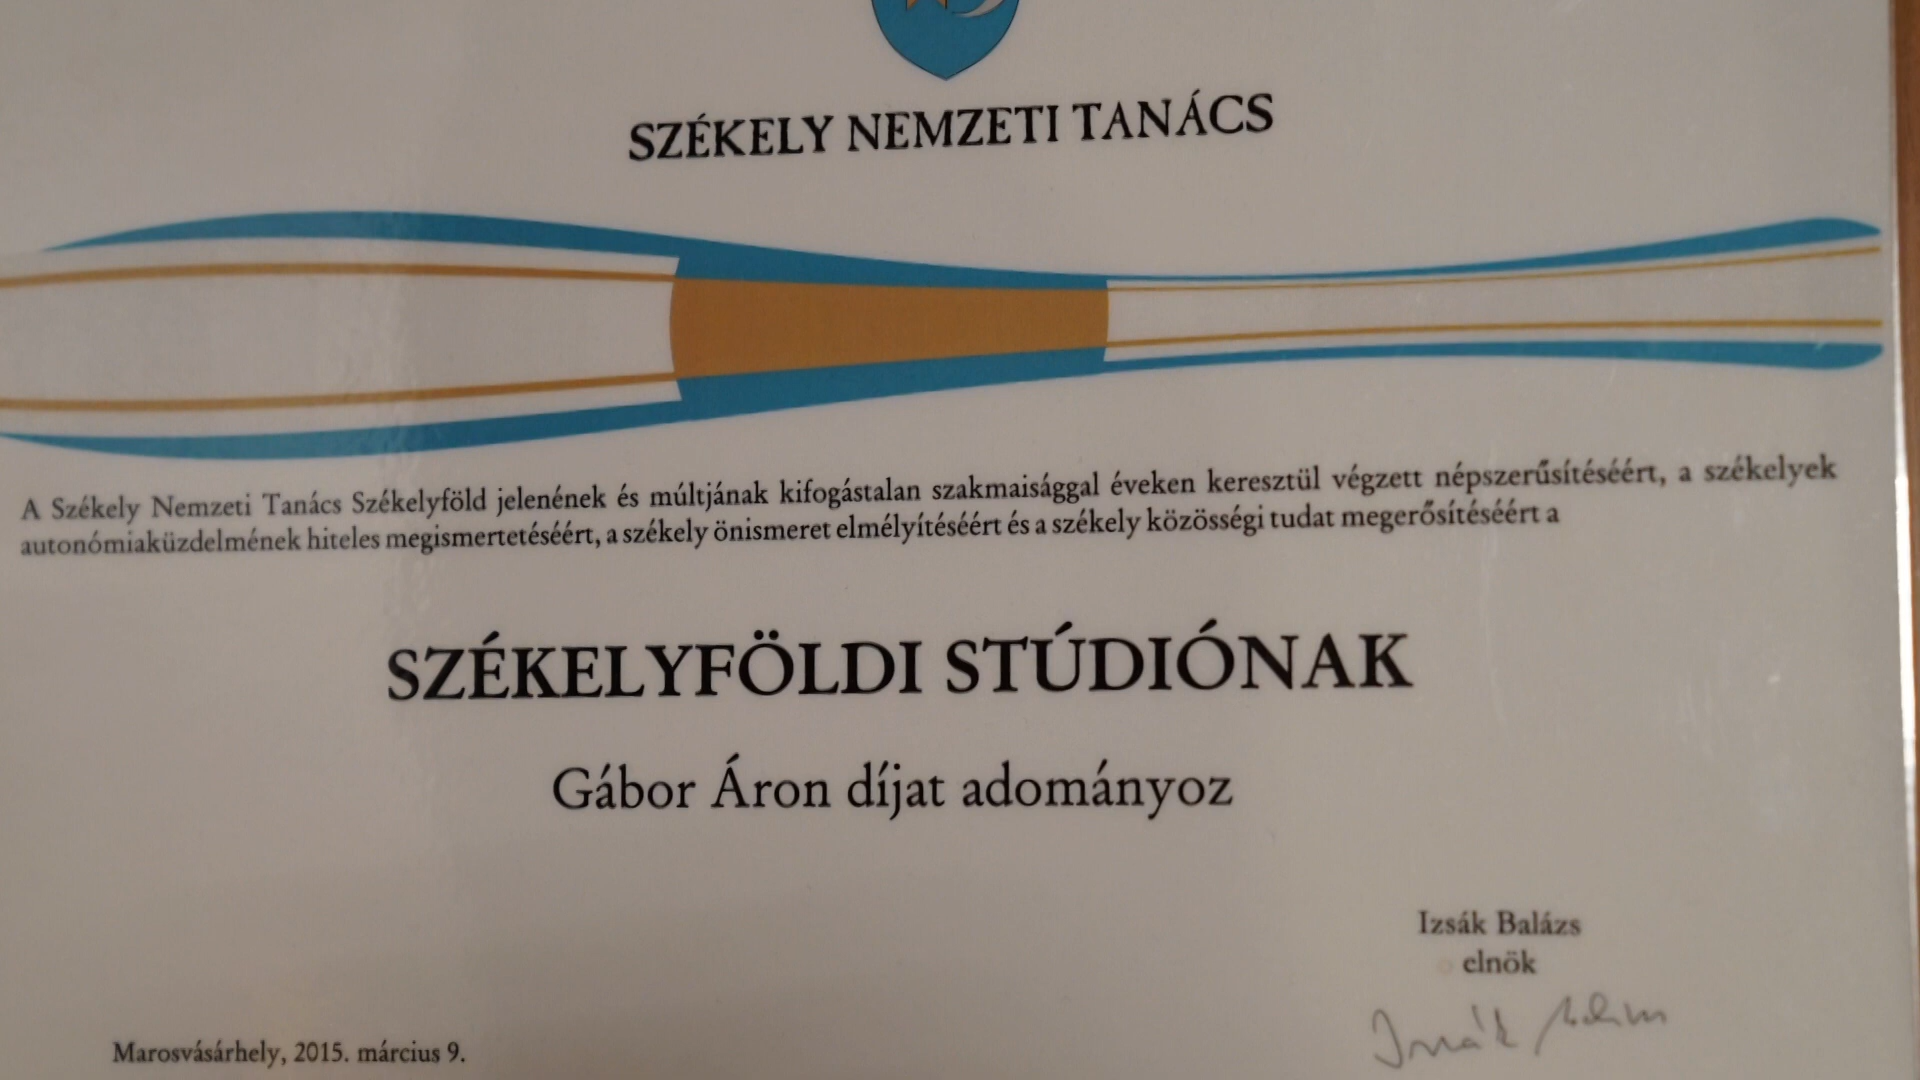 SZÉKELY NEMZETI TANÁCS
A Székely Nemzeti Tanács Székelyföld jelenének és múltjának kifogástalan szakmaisággal éveken keresztül végzett népszerűsítéséért, a székelyek
autonómiaküzdelmének hiteles megismertetéséért, a székely önismeret elmélyítéséért és a székely közösségi tudat megerősítéséért a
SZÉKELYFÖLDI STÚDIÓNAK
Gábor Áron díjat adományoz
Izsák Balázs
elnök
Marosvásárhely, 2015. március 9.